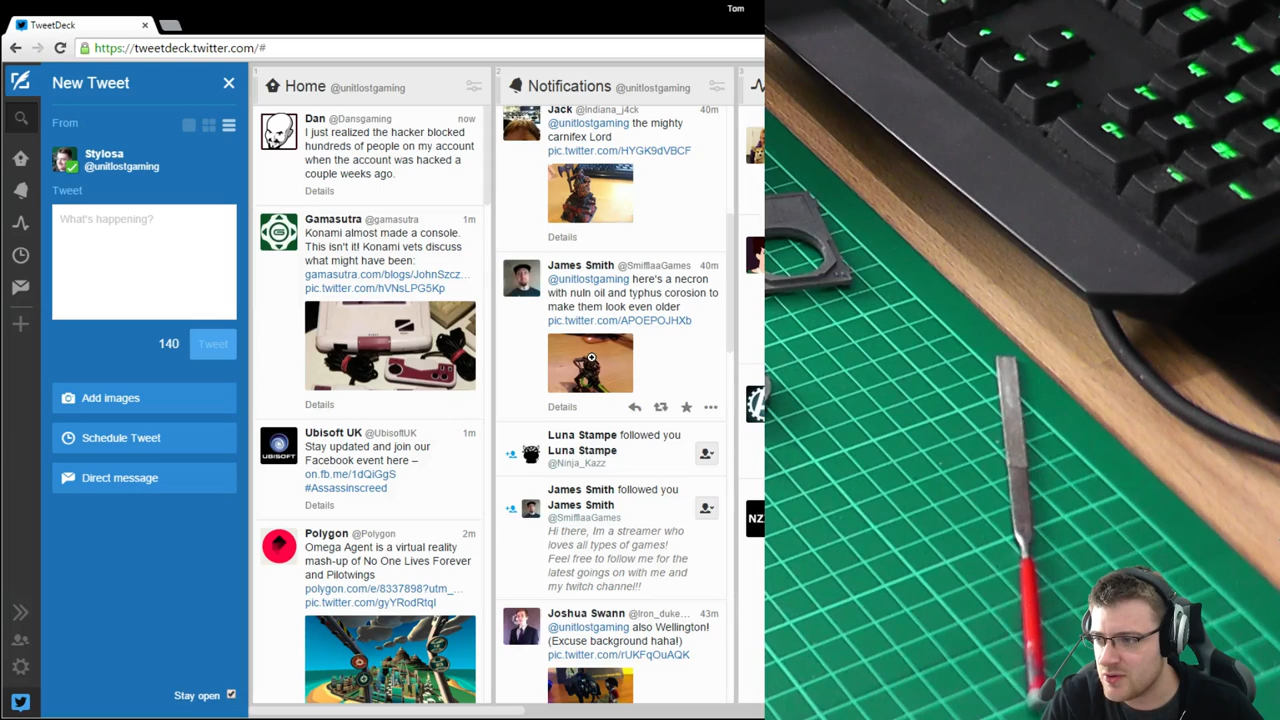 Tom
TweetDeck
https://tweetdeck.twitter.com/#
New Tweet
From
Stylosa
@unitlostgaming
Tweet
What's happening?
140
Tweet
Add images
Schedule Tweet
Direct message
Stay open
1
Home @unitlostgaming
Dan @Dansgaming now
I just realized the hacker blocked
hundreds of people on my account
when the account was hacked a
couple weeks ago.
Details
Gamasutra @gamasutra 1m
Konami almost made a console.
This isn't it! Konami vets discuss
what might have been:
gamasutra.com/blogs/JohnSzcz...
pic.twitter.com/hVNsLPG5Kp
Details
UBISOFT
Ubisoft UK @UbisoftUK 1m
Stay updated and join our
Facebook event here –
on.fb.me/1dQiGgS
#Assassinscreed
Details
Polygon @Polygon 2m
Omega Agent is a virtual reality
mash-up of No One Lives Forever
and Pilotwings
polygon.com/e/8337898?utm_...
pic.twitter.com/gyYRodRtqI
2
Notifications @unitlostgaming
Jack @Indiana_j4ck 40m
@unitlostgaming the mighty
carnifex Lord
pic.twitter.com/HYGK9dVBCF
Details
James Smith @SmifflaaGames 40m
@unitlostgaming here's a necron
with nuln oil and typhus corosion to
make them look even older
pic.twitter.com/APOEPOJHXb
Details
Luna Stampe followed you
Luna Stampe
@Ninja_Kazz
James Smith followed you
James Smith
@SmifflaaGames
Hi there, Im a streamer who
loves all types of games!
Feel free to follow me for the
latest goings on with me and
my twitch channel!!
Joshua Swann @Iron_duke... 43m
@unitlostgaming also Wellington!
(Excuse background haha!)
pic.twitter.com/rUKFqOuAQK
3
NZ